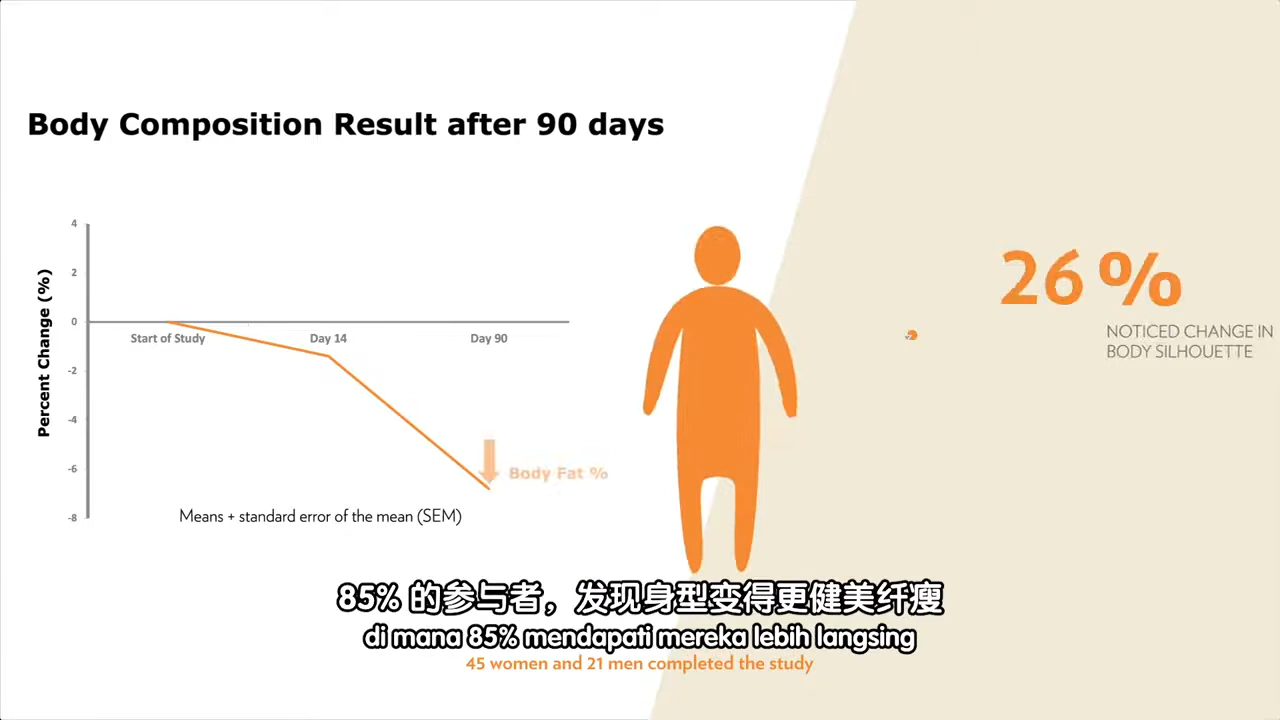 Body Composition Result after 90 days
Percent Change (%)
4
2
0
-2
-4
-6
-8
Start of Study
Day 14
Day 90
Body Fat %
Means + standard error of the mean (SEM)
26 %
NOTICED CHANGE IN
BODY SILHOUETTE
85% 的参与者，发现身型变得更健美纤瘦
di mana 85% mendapati mereka lebih langsing
45 women and 21 men completed the study